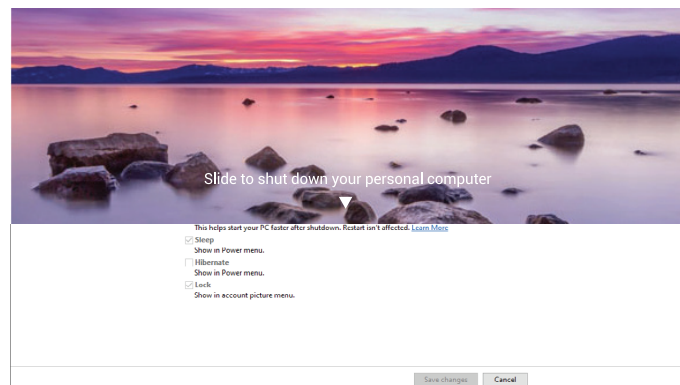 Slide to shut down your personal computer
This helps start your PC faster after shutdown. Restart isn't affected. Learn More
Sleep
Show in Power menu.
Hibernate
Show in Power menu.
Lock
Show in account picture menu.
Save changes Cancel